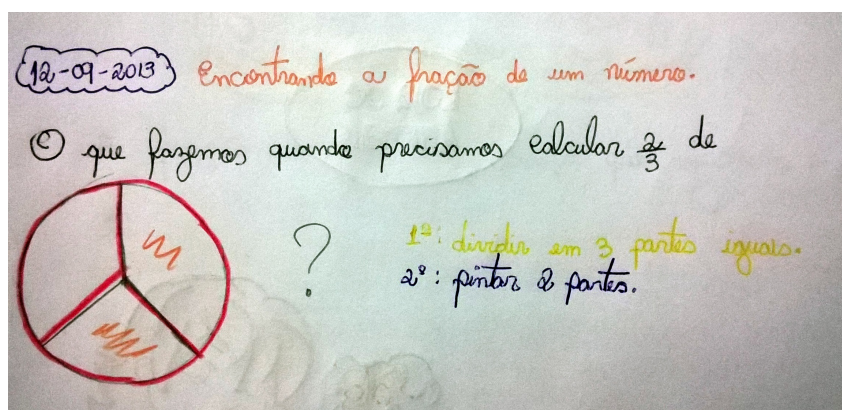 12-09-2013 Encontrando a fração de um número.
O que fazemos quando precisamos calcular 2/3 de
?
1º: dividir em 3 partes iguais.
2º: pintar 2 partes.